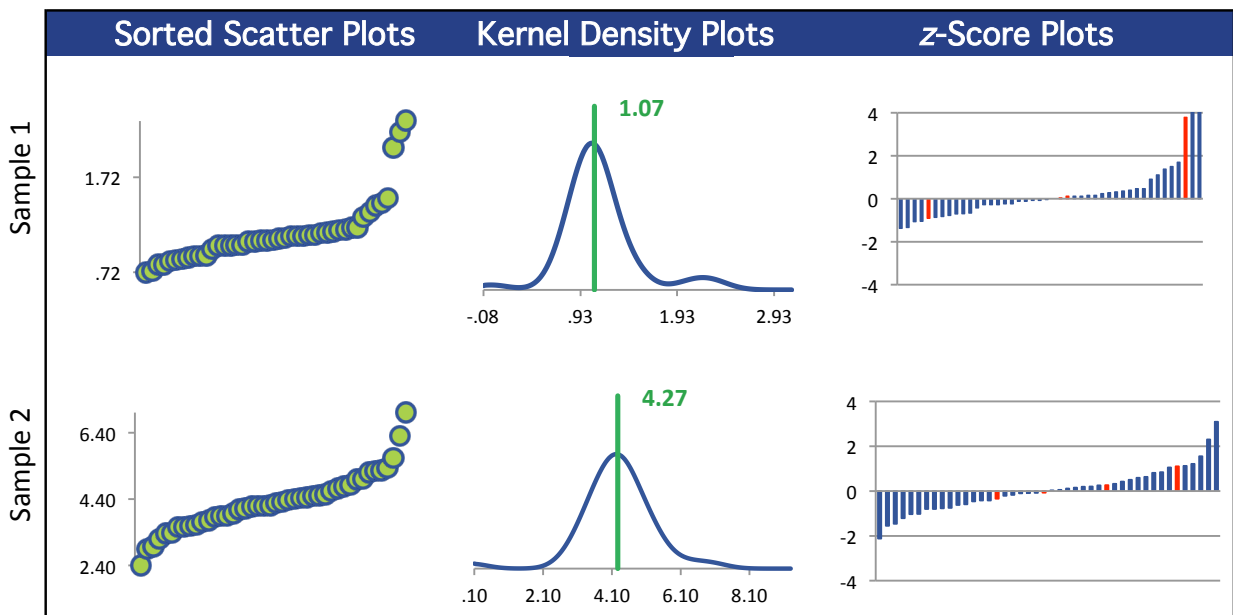 Sorted Scatter Plots
Kernel Density Plots
z-Score Plots
Sample 1
1.72
.72
1.07
-.08 .93 1.93 2.93
4
2
0
-2
-4
Sample 2
6.40
4.40
2.40
4.27
.10 2.10 4.10 6.10 8.10
4
2
0
-2
-4